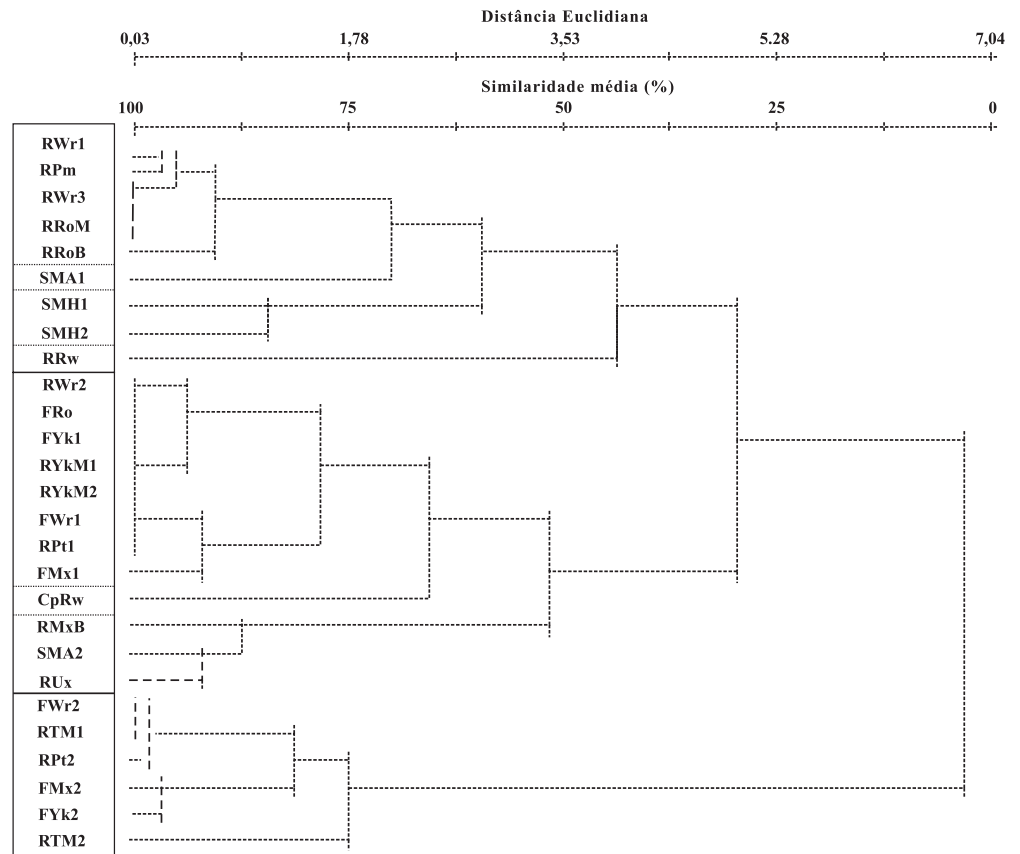 Distância Euclidiana
0,03 1,78 3,53 5.28 7,04
Similaridade média (%)
100 75 50 25 0
RWr1
RPm
RWr3
RRoM
RRoB
SMA1
SMH1
SMH2
RRw
RWr2
FRo
FYk1
RYkM1
RYkM2
FWr1
RPt1
FMx1
CpRw
RMxB
SMA2
RUx
FWr2
RTM1
RPt2
FMx2
FYk2
RTM2